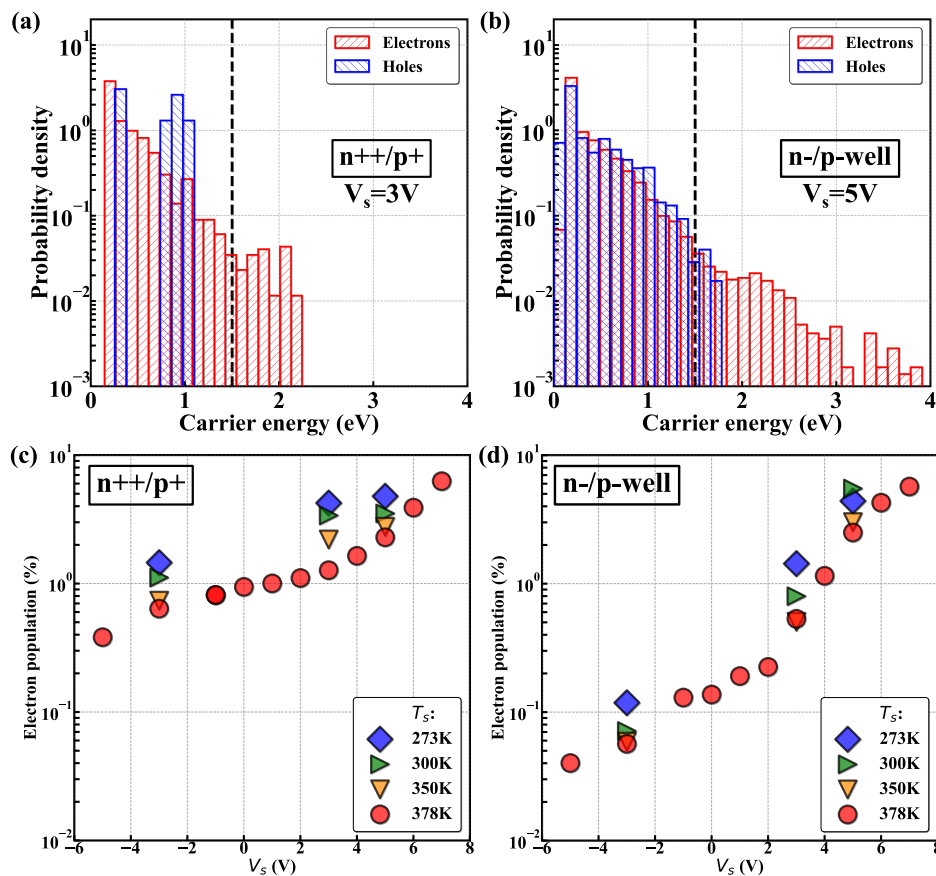 (a)
Probability density
10^1
10^0
10^-1
10^-2
10^-3
Electrons
Holes
n++/p+
V_s=3V
0 1 2 3 4
Carrier energy (eV)
(b)
Probability density
10^1
10^0
10^-1
10^-2
10^-3
Electrons
Holes
n-/p-well
V_s=5V
0 1 2 3 4
Carrier energy (eV)
(c)
Electron population (%)
10^1
10^0
10^-1
10^-2
n++/p+
T_s:
273K
300K
350K
378K
−6 −4 −2 0 2 4 6 8
V_s (V)
(d)
Electron population (%)
10^1
10^0
10^-1
10^-2
n-/p-well
T_s:
273K
300K
350K
378K
−6 −4 −2 0 2 4 6 8
V_s (V)